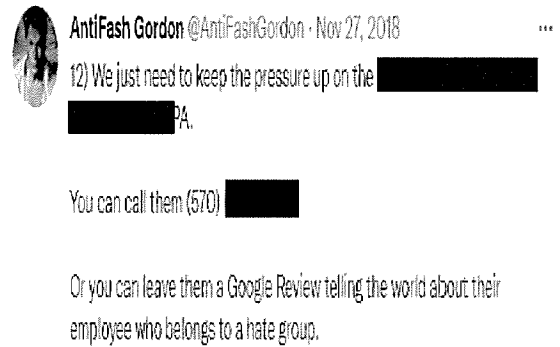 AntiFash Gordon @AntiFashGordon · Nov 27, 2018 ...
12) We just need to keep the pressure up on the
PA.
You can call them (570)
Or you can leave them a Google Review telling the world about their
employee who belongs to a hate group.